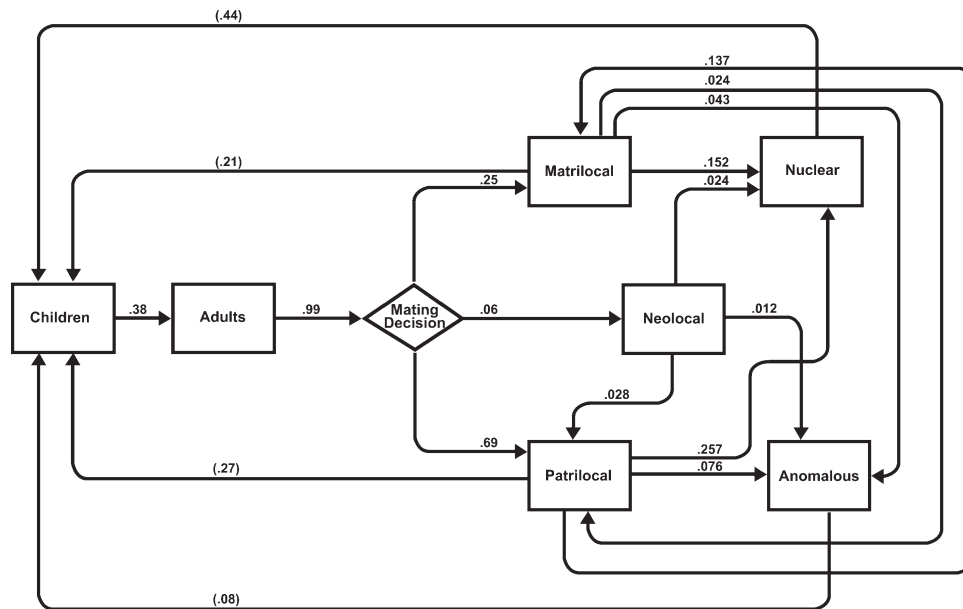 (.44)
.137
.024
.043
(.21)
Matrilocal
.152
Nuclear
.25
.024
Children
.38
Adults
.99
Mating
Decision
.06
Neolocal
.012
.028
.69
.257
(.27)
Patrilocal
.076
Anomalous
(.08)